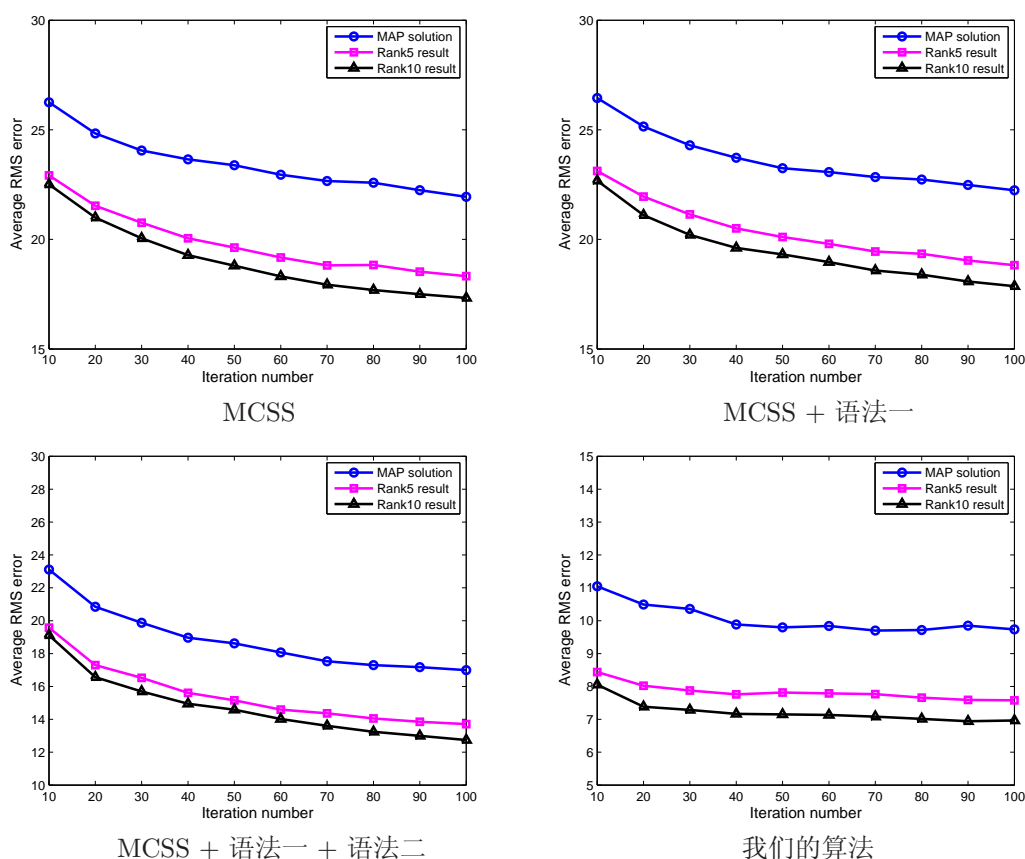 30
25
20
15
Average RMS error
10 20 30 40 50 60 70 80 90 100
Iteration number
MAP solution
Rank5 result
Rank10 result
MCSS
30
25
20
15
Average RMS error
10 20 30 40 50 60 70 80 90 100
Iteration number
MAP solution
Rank5 result
Rank10 result
MCSS + 语法一
30
28
26
24
22
20
18
16
14
12
10
Average RMS error
10 20 30 40 50 60 70 80 90 100
Iteration number
MAP solution
Rank5 result
Rank10 result
MCSS + 语法一 + 语法二
15
14
13
12
11
10
9
8
7
6
5
Average RMS error
10 20 30 40 50 60 70 80 90 100
Iteration number
MAP solution
Rank5 result
Rank10 result
我们的算法